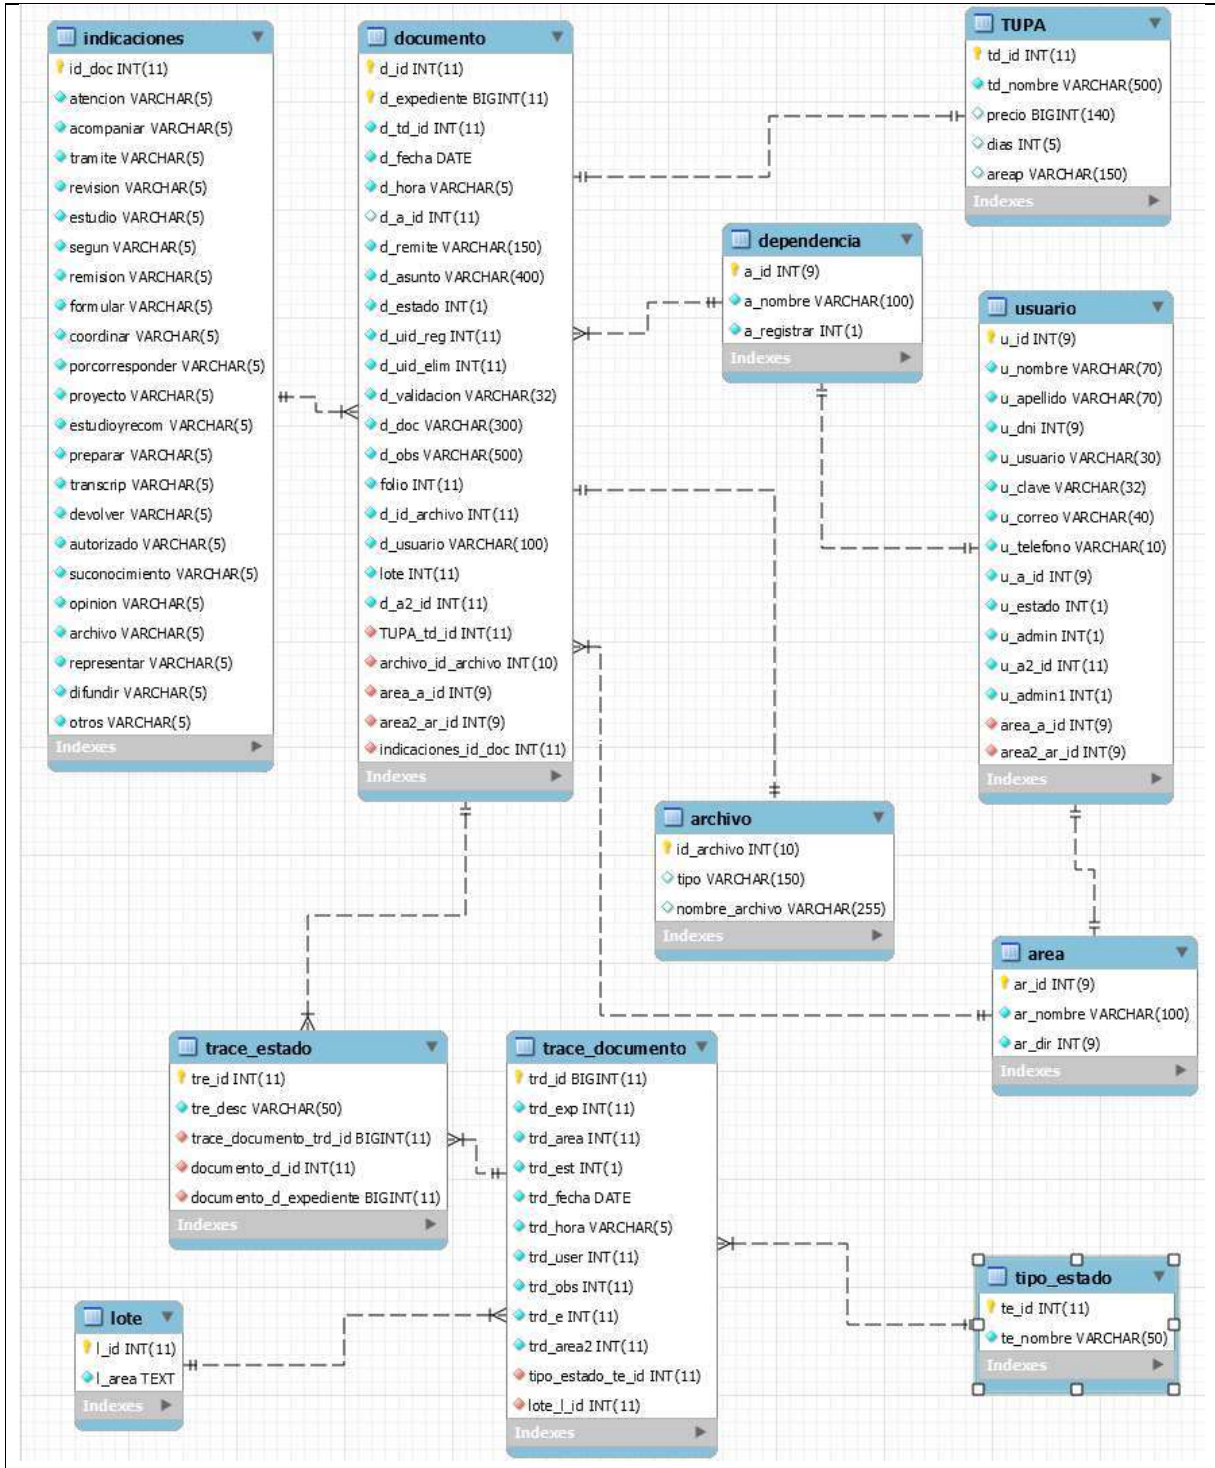 indicaciones
id_doc INT(11)
atencion VARCHAR(5)
acompaniar VARCHAR(5)
tramite VARCHAR(5)
revision VARCHAR(5)
estudio VARCHAR(5)
segun VARCHAR(5)
remision VARCHAR(5)
formular VARCHAR(5)
coordinar VARCHAR(5)
porcorresponder VARCHAR(5)
proyecto VARCHAR(5)
estudioyrecom VARCHAR(5)
preparar VARCHAR(5)
transcrip VARCHAR(5)
devolver VARCHAR(5)
autorizado VARCHAR(5)
suconocimiento VARCHAR(5)
opinion VARCHAR(5)
archivo VARCHAR(5)
representar VARCHAR(5)
difundir VARCHAR(5)
otros VARCHAR(5)
Indexes
documento
d_id INT(11)
d_expediente BIGINT(11)
d_td_id INT(11)
d_fecha DATE
d_hora VARCHAR(5)
d_a_id INT(11)
d_remite VARCHAR(150)
d_asunto VARCHAR(400)
d_estado INT(1)
d_uid_reg INT(11)
d_uid_elim INT(11)
d_validacion VARCHAR(32)
d_doc VARCHAR(300)
d_obs VARCHAR(500)
folio INT(11)
d_id_archivo INT(11)
d_usuario VARCHAR(100)
lote INT(11)
d_a2_id INT(11)
TUPA_td_id INT(11)
archivo_id_archivo INT(10)
area_a_id INT(9)
area2_ar_id INT(9)
indicaciones_id_doc INT(11)
Indexes
TUPA
td_id INT(11)
td_nombre VARCHAR(500)
precio BIGINT(140)
dias INT(5)
areap VARCHAR(150)
Indexes
dependencia
a_id INT(9)
a_nombre VARCHAR(100)
a_registrar INT(1)
Indexes
usuario
u_id INT(9)
u_nombre VARCHAR(70)
u_apellido VARCHAR(70)
u_dni INT(9)
u_usuario VARCHAR(30)
u_clave VARCHAR(32)
u_correo VARCHAR(40)
u_telefono VARCHAR(10)
u_a_id INT(9)
u_estado INT(1)
u_admin INT(1)
u_a2_id INT(11)
u_admin1 INT(1)
area_a_id INT(9)
area2_ar_id INT(9)
Indexes
archivo
id_archivo INT(10)
tipo VARCHAR(150)
nombre_archivo VARCHAR(255)
Indexes
area
ar_id INT(9)
ar_nombre VARCHAR(100)
ar_dir INT(9)
Indexes
trace_estado
tre_id INT(11)
tre_desc VARCHAR(50)
trace_documento_trd_id BIGINT(11)
documento_d_id INT(11)
documento_d_expediente BIGINT(11)
Indexes
trace_documento
trd_id BIGINT(11)
trd_exp INT(11)
trd_area INT(11)
trd_est INT(1)
trd_fecha DATE
trd_hora VARCHAR(5)
trd_user INT(11)
trd_obs INT(11)
trd_e INT(11)
trd_area2 INT(11)
tipo_estado_te_id INT(11)
lote_l_id INT(11)
Indexes
tipo_estado
te_id INT(11)
te_nombre VARCHAR(50)
Indexes
lote
l_id INT(11)
l_area TEXT
Indexes